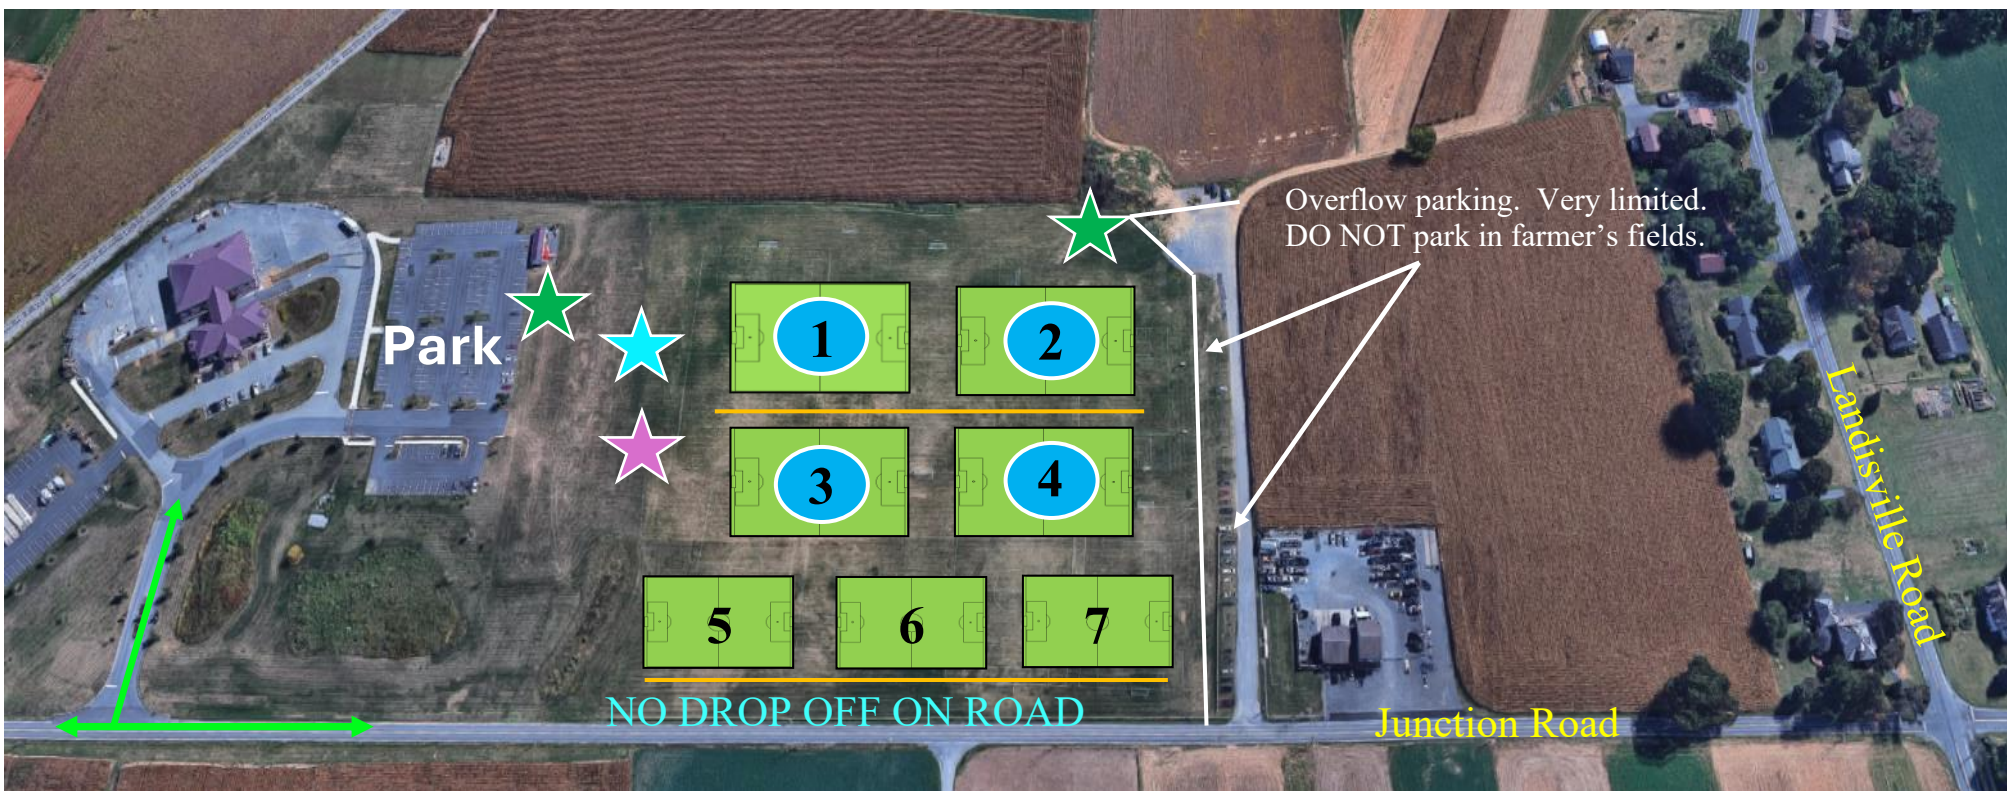 Overflow parking.  Very limited.
DO NOT park in farmer's fields.
Park
1
2
3
4
5
6
7
NO DROP OFF ON ROAD
Junction Road
Landisville Road